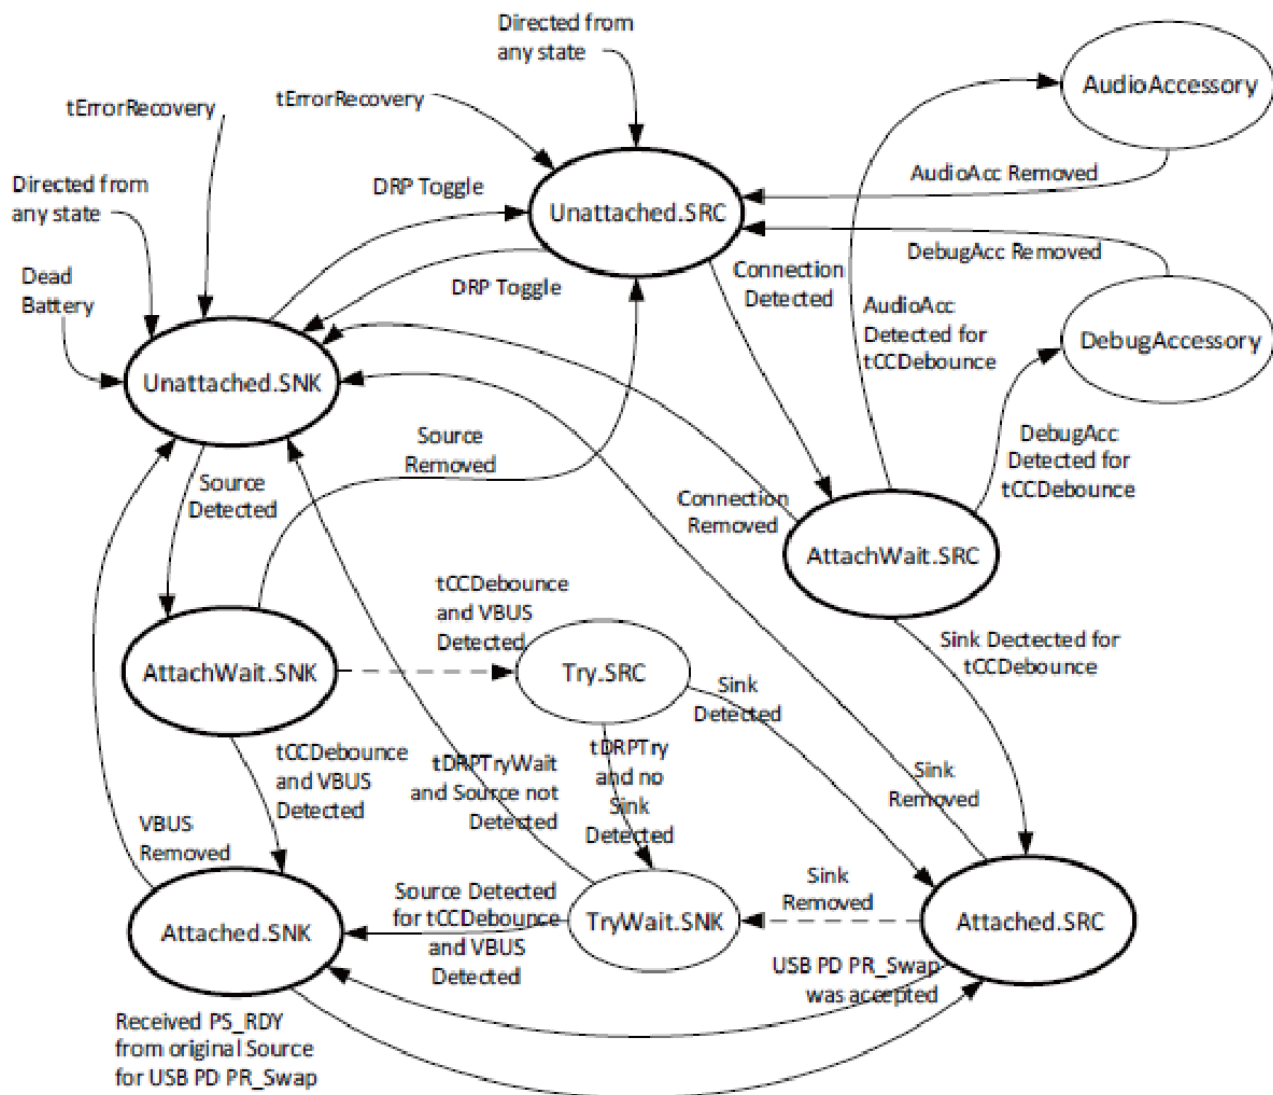 Directed from
any state
AudioAccessory
tErrorRecovery
tErrorRecovery
AudioAcc Removed
Directed from
any state
DRP Toggle
Unattached.SRC
DebugAcc Removed
Dead
Battery
DRP Toggle
Connection
Detected
AudioAcc
Detected for
tCCDebounce
DebugAccessory
Unattached.SNK
Source
Removed
DebugAcc
Detected for
tCCDebounce
Source
Detected
Connection
Removed
AttachWait.SRC
tCCDebounce
and VBUS
Detected
Sink Dectected for
tCCDebounce
AttachWait.SNK
Try.SRC
Sink
Detected
tCCDebounce
and VBUS
Detected
tDRPTryWait
and Source not
Detected
tDRPTry
and no
Sink
Detected
Sink
Removed
VBUS
Removed
Source Detected
for tCCDebounce
and VBUS
Detected
Sink
Removed
Attached.SNK
TryWait.SNK
Attached.SRC
USB PD PR_Swap
was accepted
Received PS_RDY
from original Source
for USB PD PR_Swap